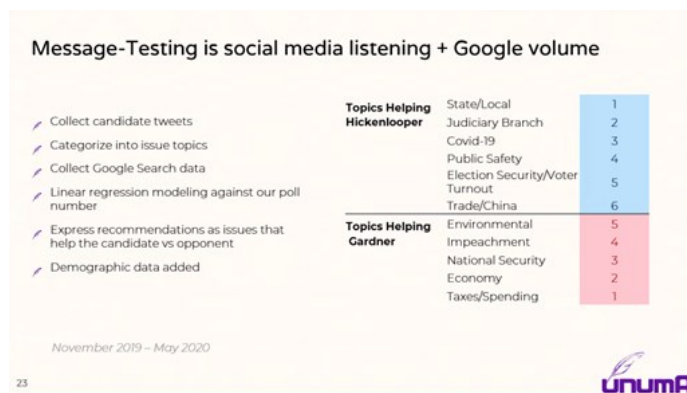 Message-Testing is social media listening + Google volume
Collect candidate tweets
Categorize into issue topics
Collect Google Search data
Linear regression modeling against our poll
number
Express recommendations as issues that
help the candidate vs opponent
Demographic data added
Topics Helping
Hickenlooper
State/Local 1
Judiciary Branch 2
Covid-19 3
Public Safety 4
Election Security/Voter
Turnout 5
Trade/China 6
Topics Helping
Gardner
Environmental 5
Impeachment 4
National Security 3
Economy 2
Taxes/Spending 1
November 2019 – May 2020
23